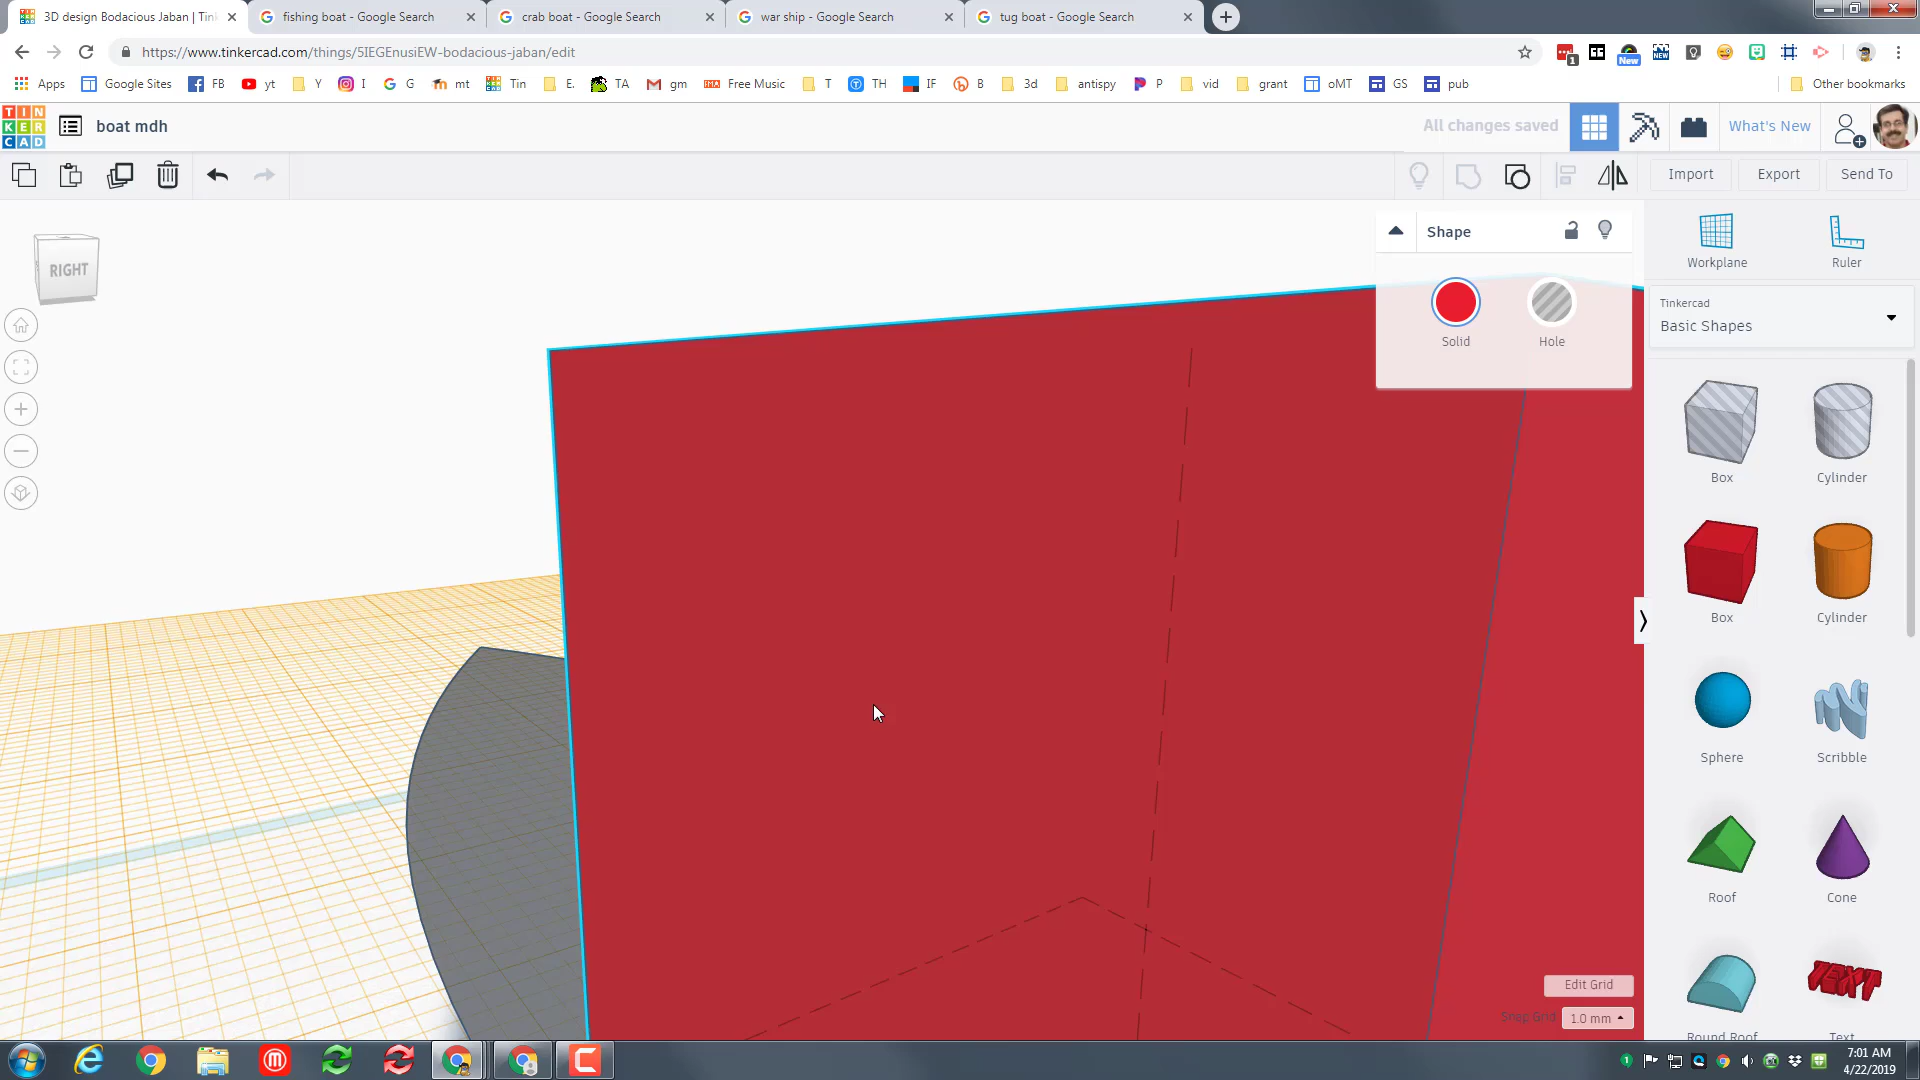 3D design Bodacious Jaban | Tin
fishing boat - Google Search
crab boat - Google Search
war ship - Google Search
tug boat - Google Search
https://www.tinkercad.com/things/5IEGEnusiEW-bodacious-jaban/edit
1
New
NEW
Apps
Google Sites
FB
yt
Y
I
G
mt
Tin
E.
TA
gm
Free Music
T
TH
IF
B
3d
antispy
P
vid
grant
oMT
GS
pub
Other bookmarks
TIN
KER
CAD
boat mdh
All changes saved
What's New
Import
Export
Send To
RIGHT
Shape
Solid
Hole
Workplane
Ruler
Tinkercad
Basic Shapes
Box
Cylinder
Box
Cylinder
Sphere
Scribble
Roof
Cone
TEXT
Round Roof
Text
Edit Grid
Snap Grid
1.0 mm
7:01 AM
4/22/2019